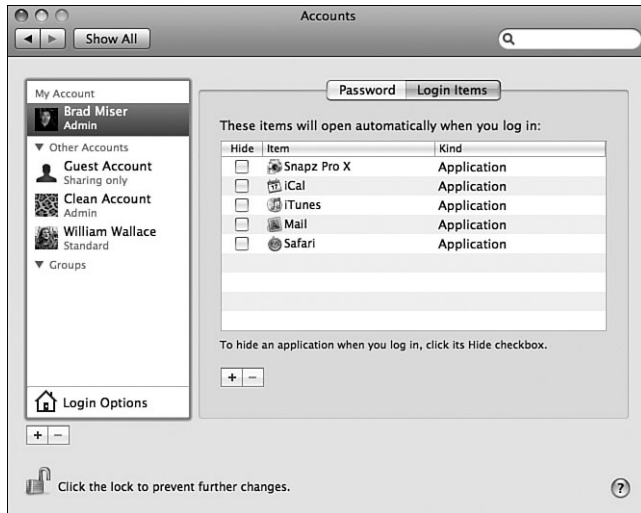 Accounts
Show All
My Account
Brad Miser
Admin
Other Accounts
Guest Account
Sharing only
Clean Account
Admin
William Wallace
Standard
Groups
Login Options
Password Login Items
These items will open automatically when you log in:
Hide Item Kind
Snapz Pro X Application
iCal Application
iTunes Application
Mail Application
Safari Application
To hide an application when you log in, click its Hide checkbox.
+ −
+ −
Click the lock to prevent further changes.
?